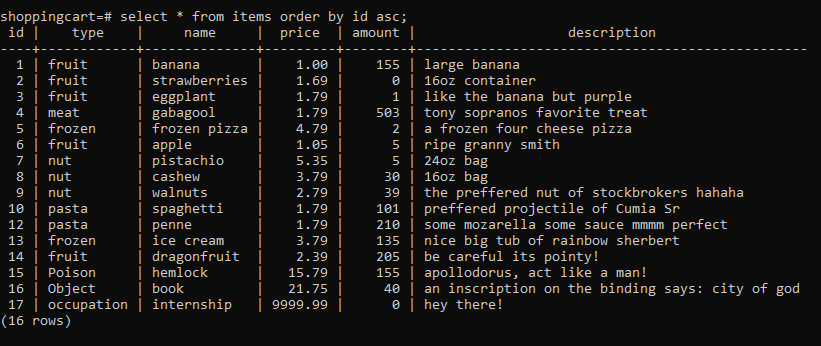 shoppingcart=# select * from items order by id asc;
 id |    type    |     name     |  price  | amount |                  description
----+------------+--------------+---------+--------+------------------------------------------------
  1 | fruit      | banana       |    1.00 |    155 | large banana
  2 | fruit      | strawberries |    1.69 |      0 | 16oz container
  3 | fruit      | eggplant     |    1.79 |      1 | like the banana but purple
  4 | meat       | gabagool     |    1.79 |    503 | tony sopranos favorite treat
  5 | frozen     | frozen pizza |    4.79 |      2 | a frozen four cheese pizza
  6 | fruit      | apple        |    1.05 |      5 | ripe granny smith
  7 | nut        | pistachio    |    5.35 |      5 | 24oz bag
  8 | nut        | cashew       |    3.79 |     30 | 16oz bag
  9 | nut        | walnuts      |    2.79 |     39 | the preffered nut of stockbrokers hahaha
 10 | pasta      | spaghetti    |    1.79 |    101 | preffered projectile of Cumia Sr
 12 | pasta      | penne        |    1.79 |    210 | some mozarella some sauce mmmm perfect
 13 | frozen     | ice cream    |    3.79 |    135 | nice big tub of rainbow sherbert
 14 | fruit      | dragonfruit  |    2.39 |    205 | be careful its pointy!
 15 | Poison     | hemlock      |   15.79 |    155 | apollodorus, act like a man!
 16 | Object     | book         |   21.75 |     40 | an inscription on the binding says: city of god
 17 | occupation | internship   | 9999.99 |      0 | hey there!
(16 rows)